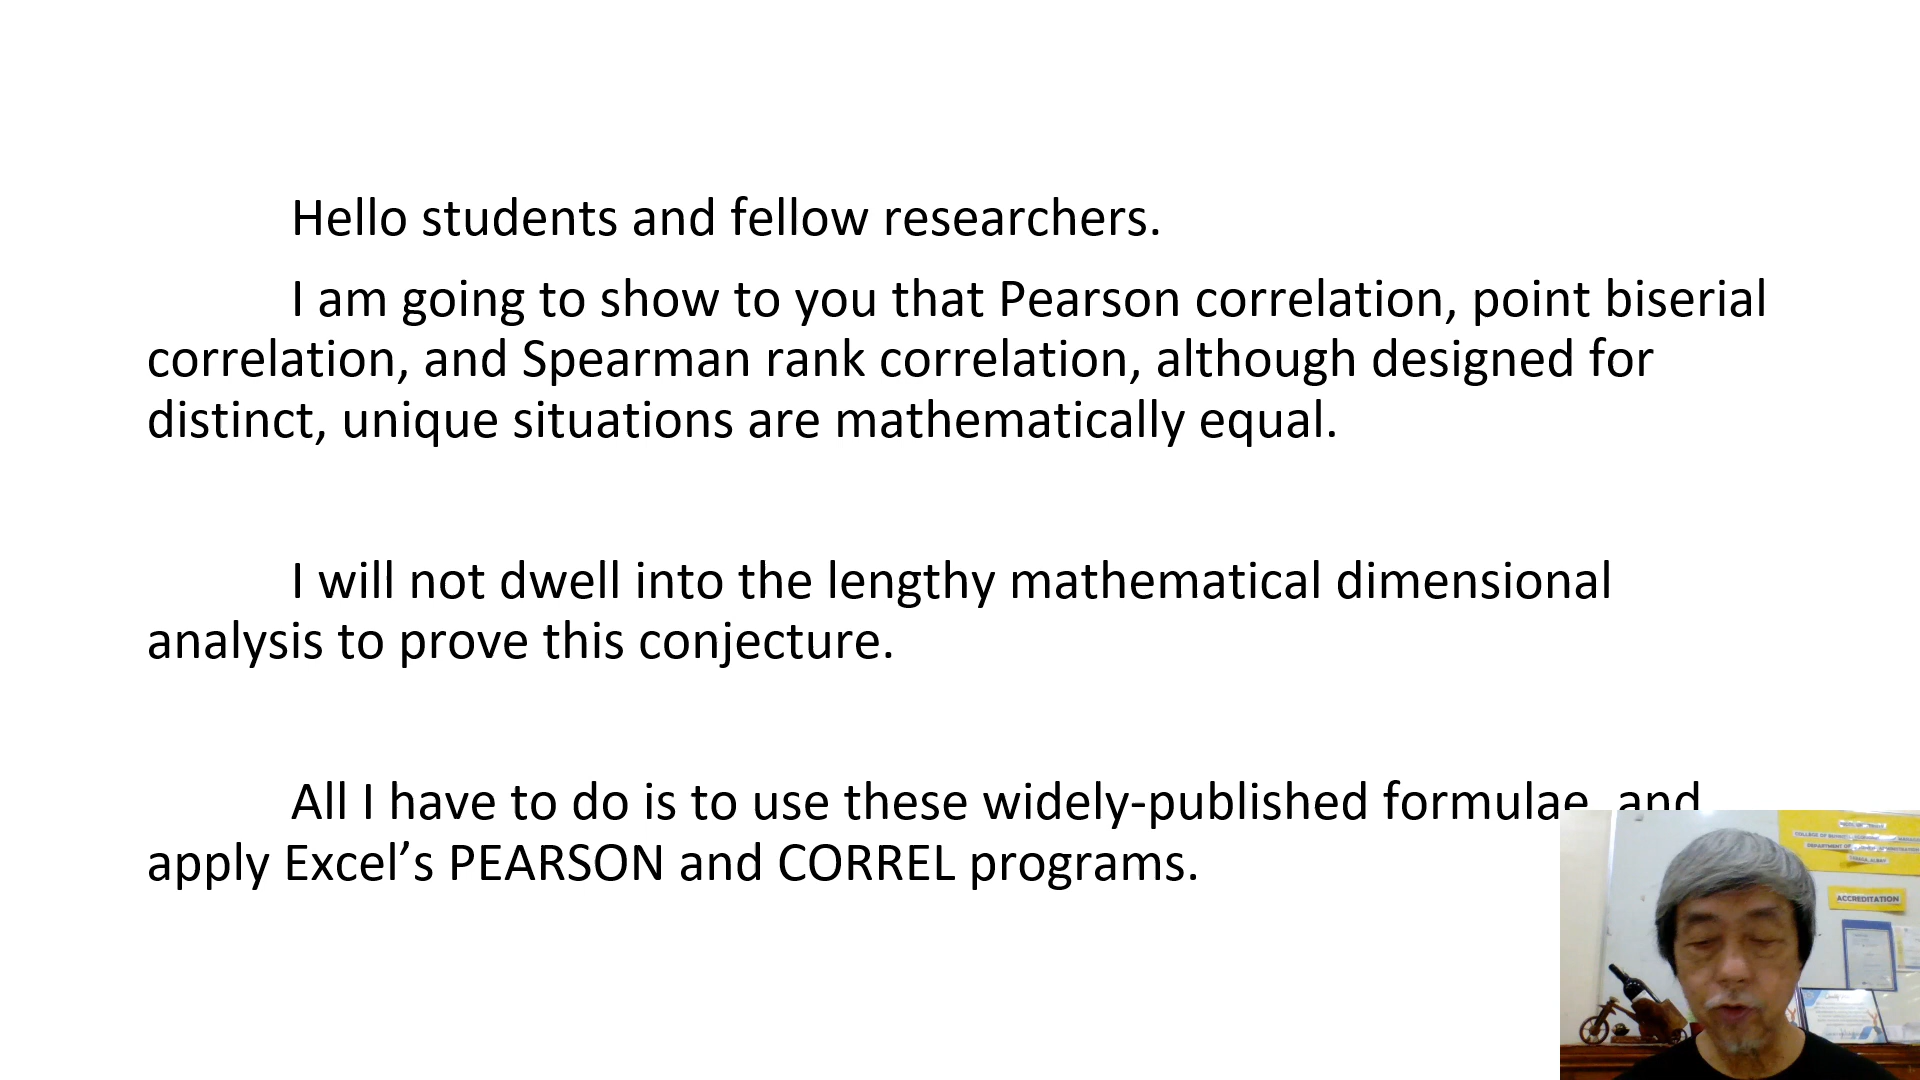 Hello students and fellow researchers.
I am going to show to you that Pearson correlation, point biserial
correlation, and Spearman rank correlation, although designed for
distinct, unique situations are mathematically equal.
I will not dwell into the lengthy mathematical dimensional
analysis to prove this conjecture.
All I have to do is to use these widely-published formulae, and
apply Excel’s PEARSON and CORREL programs.
ACCREDITATION